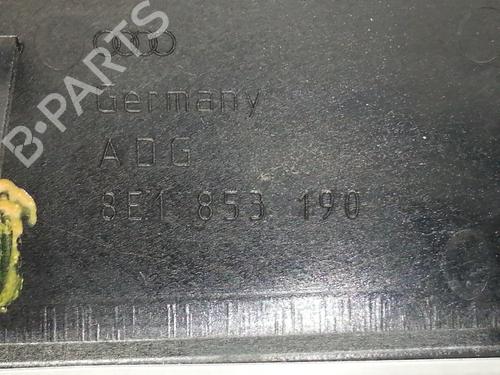 B-PARTS
Germany
ADG
8E1 853 190